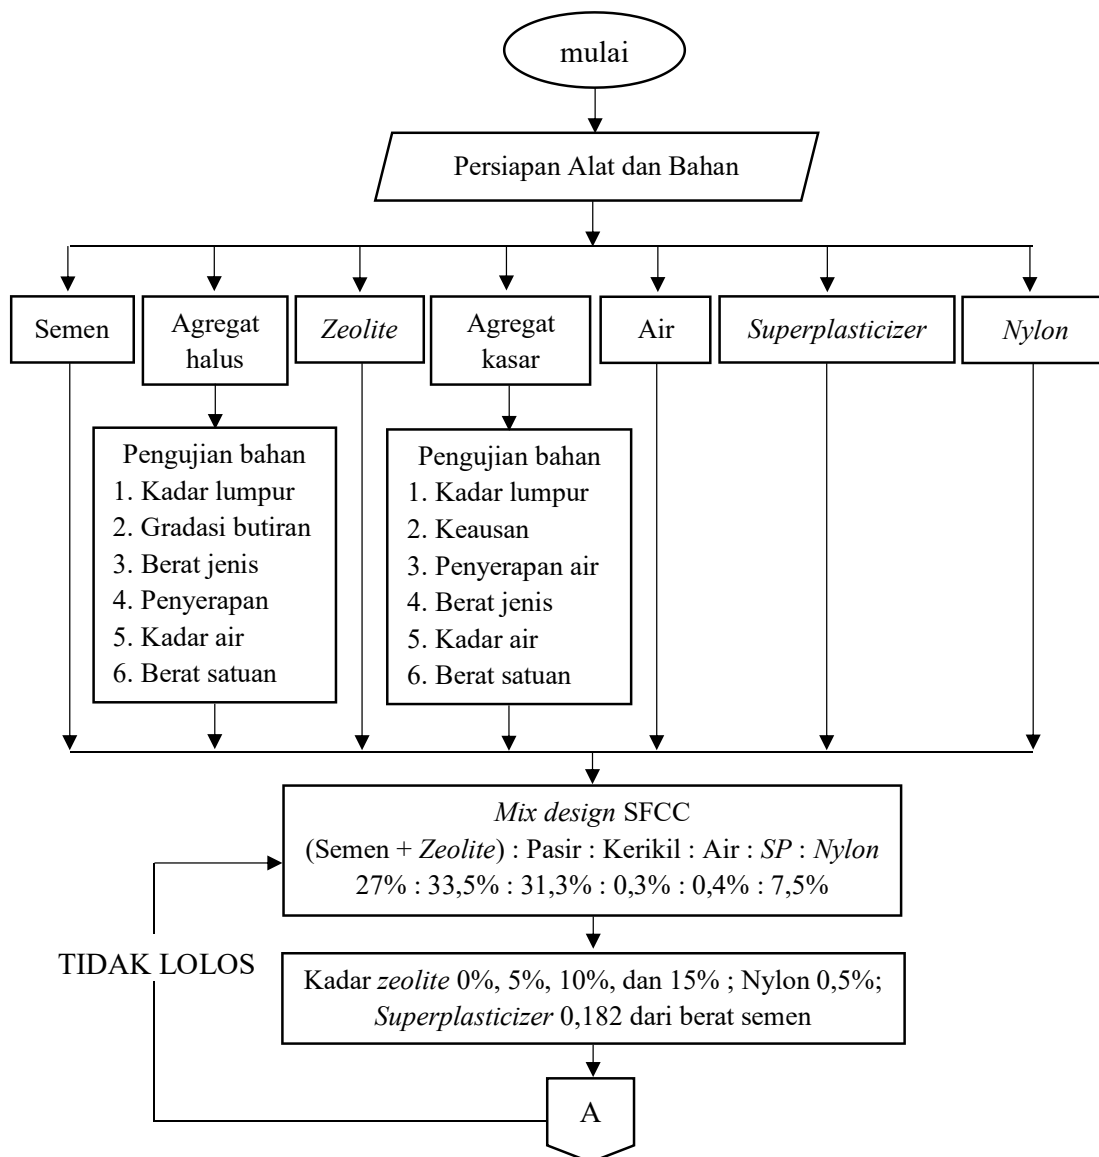 mulai
Persiapan Alat dan Bahan
Semen
Agregat
halus
Zeolite
Agregat
kasar
Air
Superplasticizer
Nylon
Pengujian bahan
1. Kadar lumpur
2. Gradasi butiran
3. Berat jenis
4. Penyerapan
5. Kadar air
6. Berat satuan
Pengujian bahan
1. Kadar lumpur
2. Keausan
3. Penyerapan air
4. Berat jenis
5. Kadar air
6. Berat satuan
Mix design SFCC
(Semen + Zeolite) : Pasir : Kerikil : Air : SP : Nylon
27% : 33,5% : 31,3% : 0,3% : 0,4% : 7,5%
TIDAK LOLOS
Kadar zeolite 0%, 5%, 10%, dan 15% ; Nylon 0,5%;
Superplasticizer 0,182 dari berat semen
A